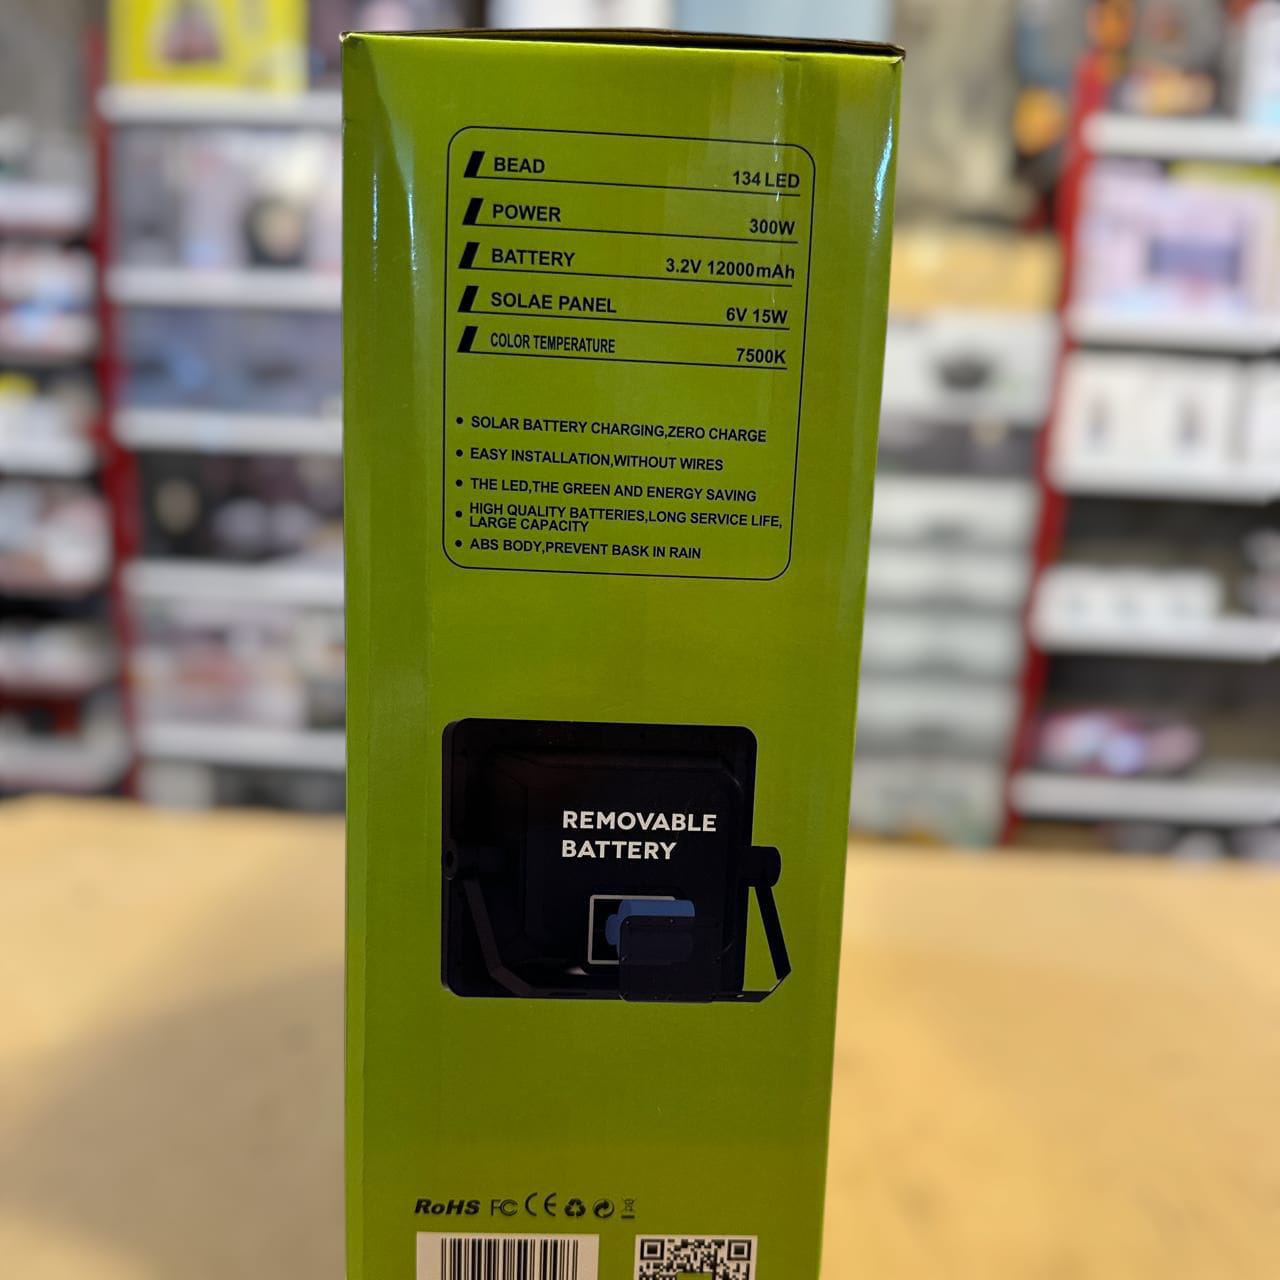 BEAD 134 LED
POWER 300W
BATTERY 3.2V 12000mAh
SOLAE PANEL 6V 15W
COLOR TEMPERATURE 7500K
• SOLAR BATTERY CHARGING,ZERO CHARGE
• EASY INSTALLATION,WITHOUT WIRES
• THE LED,THE GREEN AND ENERGY SAVING
• HIGH QUALITY BATTERIES,LONG SERVICE LIFE,
LARGE CAPACITY
• ABS BODY,PREVENT BASK IN RAIN
REMOVABLE
BATTERY
RoHS FC CE